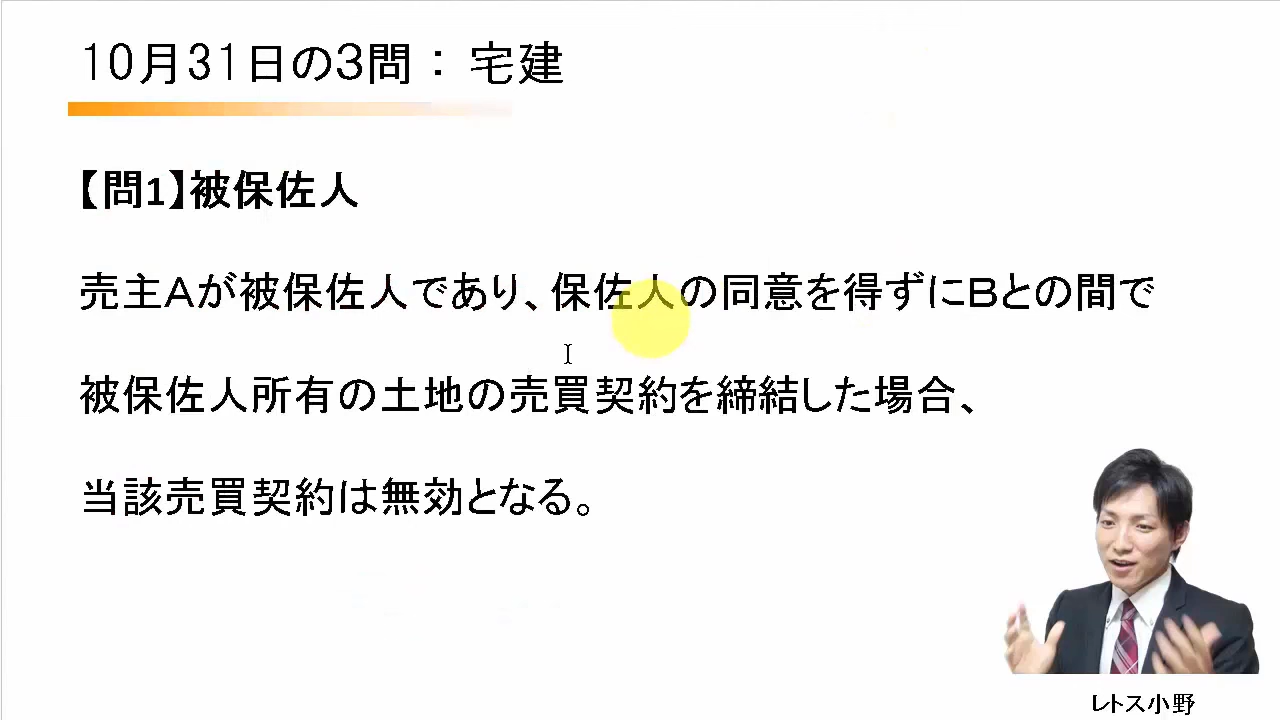 10月31日の3問：宅建
【問1】被保佐人
売主Aが被保佐人であり、保佐人の同意を得ずにBとの間で
被保佐人所有の土地の売買契約を締結した場合、
当該売買契約は無効となる。
レトス小野